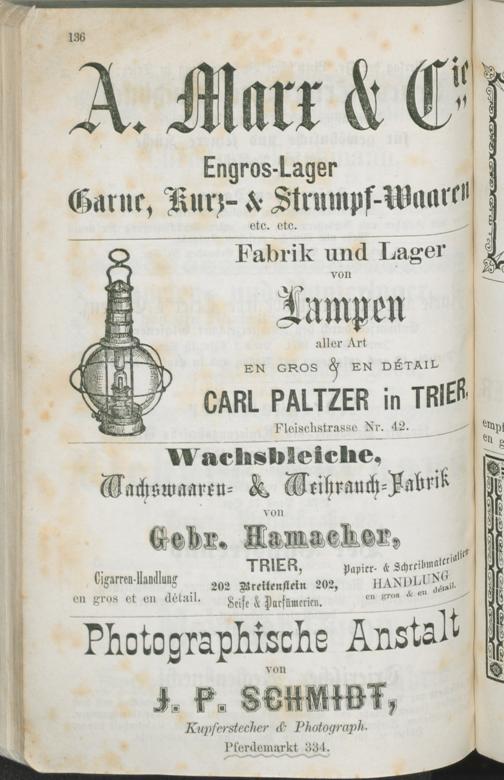 136
A. Marx & Cie
Engros-Lager
Garne, Kurz- & Strumpf-Waaren
etc. etc.
Fabrik und Lager
von
Lampen
aller Art
EN GROS & EN DÉTAIL
CARL PALTZER in TRIER,
Fleischstrasse Nr. 42.
Wachsbleiche,
Wachswaaren- & Weihrauch-Fabrik
von
Gebr. Hamacher,
TRIER,
202 Breitenstein 202,
Seife & Parfümerien.
Cigarren-Handlung
en gros et en détail.
Papier- & Schreibmaterialien
HANDLUNG
en gros & en détail.
Photographische Anstalt
von
J. P. SCHMIDT,
Kupferstecher & Photograph.
Pferdemarkt 334.